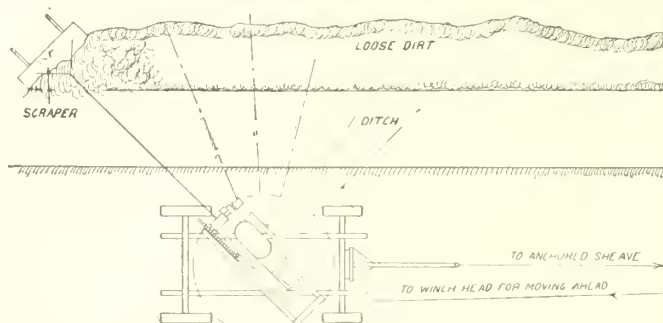 LOOSE DIRT
SCRAPER
DITCH
TO ANCHORED SHEAVE
TO WINCH HEAD FOR MOVING AHEAD